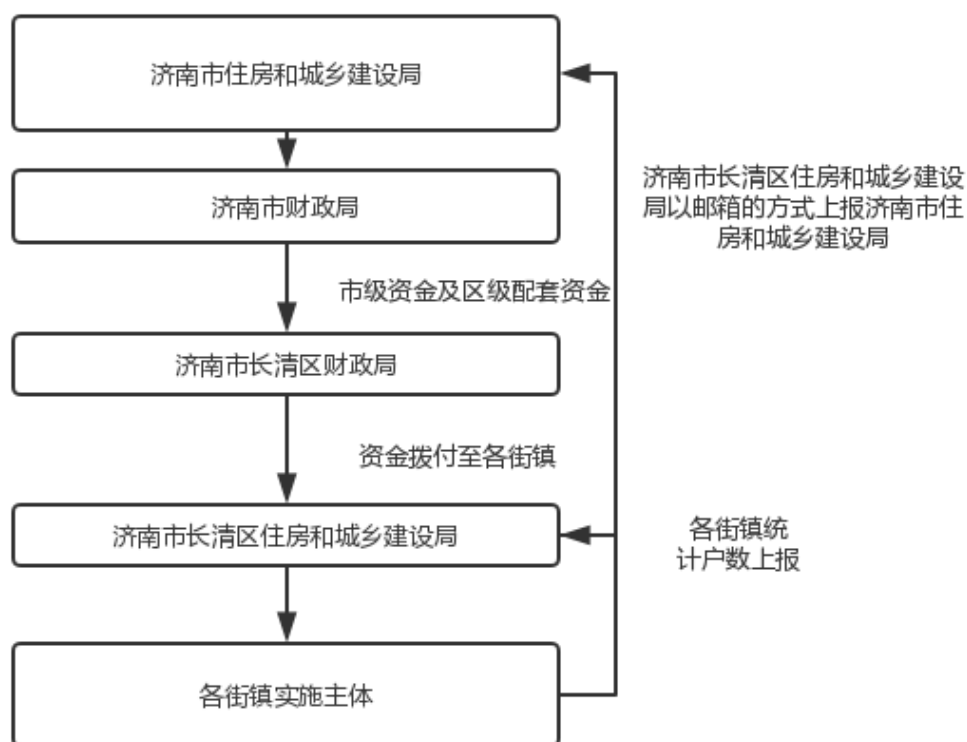 济南市住房和城乡建设局
济南市财政局
济南市长清区住房和城乡建设
局以邮箱的方式上报济南市住
房和城乡建设局
市级资金及区级配套资金
济南市长清区财政局
资金拨付至各街镇
济南市长清区住房和城乡建设局
各街镇统
计户数上报
各街镇实施主体